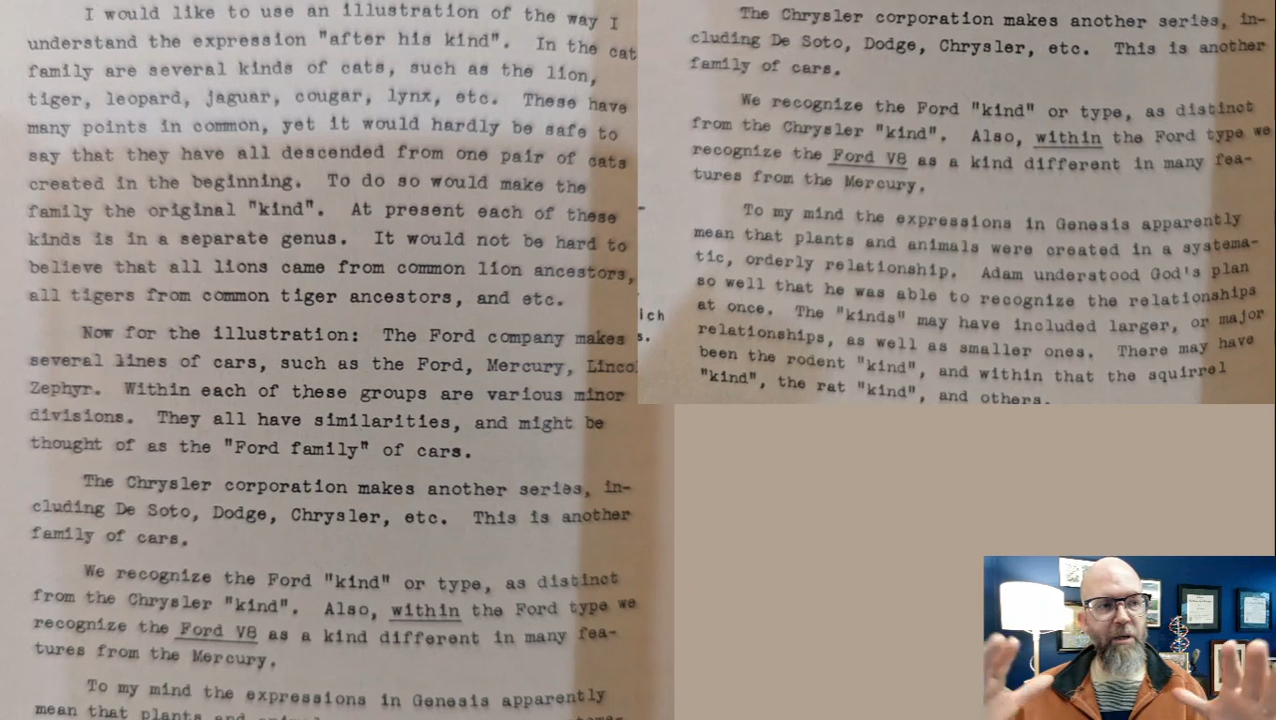 I would like to use an illustration of the way I
understand the expression "after his kind". In the cat
family are several kinds of cats, such as the lion,
tiger, leopard, jaguar, cougar, lynx, etc. These have
many points in common, yet it would hardly be safe to
say that they have all descended from one pair of cats
created in the beginning. To do so would make the
family the original "kind". At present each of these
kinds is in a separate genus. It would not be hard to
believe that all lions came from common lion ancestors,
all tigers from common tiger ancestors, and etc.
Now for the illustration: The Ford company makes
several lines of cars, such as the Ford, Mercury, Lincol
Zephyr. Within each of these groups are various minor
divisions. They all have similarities, and might be
thought of as the "Ford family" of cars.
The Chrysler corporation makes another series, in-
cluding De Soto, Dodge, Chrysler, etc. This is another
family of cars.
We recognize the Ford "kind" or type, as distinct
from the Chrysler "kind". Also, within the Ford type we
recognize the Ford V8 as a kind different in many fea-
tures from the Mercury.
To my mind the expressions in Genesis apparently
mean that plants and
The Chrysler corporation makes another series, in-
cluding De Soto, Dodge, Chrysler, etc. This is another
family of cars.
We recognize the Ford "kind" or type, as distinct
from the Chrysler "kind". Also, within the Ford type we
recognize the Ford V8 as a kind different in many fea-
tures from the Mercury.
To my mind the expressions in Genesis apparently
mean that plants and animals were created in a systema-
tic, orderly relationship. Adam understood God's plan
so well that he was able to recognize the relationships
at once. The "kinds" may have included larger, or major
relationships, as well as smaller ones. There may have
been the rodent "kind", and within that the squirrel
"kind", the rat "kind", and others.
ich
s.